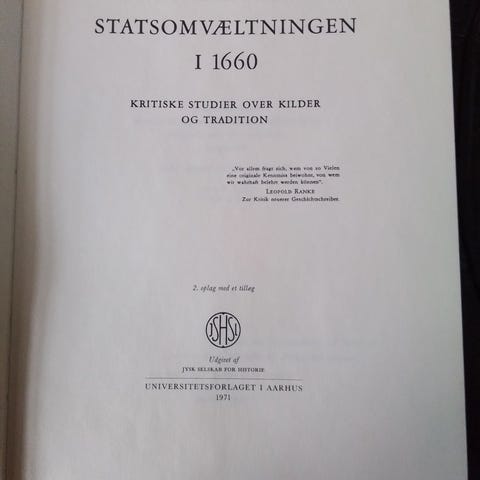 STATSOMVÆLTNINGEN
I 1660
KRITISKE STUDIER OVER KILDER
OG TRADITION
„Vor allem fragt sich, wem von so Vielen
eine originale Kenntniss beiwohne, von wem
wir wahrhaft belehrt werden können“.
LEOPOLD RANKE
Zur Kritik neuerer Geschichtschreiber.
2. oplag med et tillæg
JSHSJ
Udgivet af
JYSK SELSKAB FOR HISTORIE
UNIVERSITETSFORLAGET I AARHUS
1971